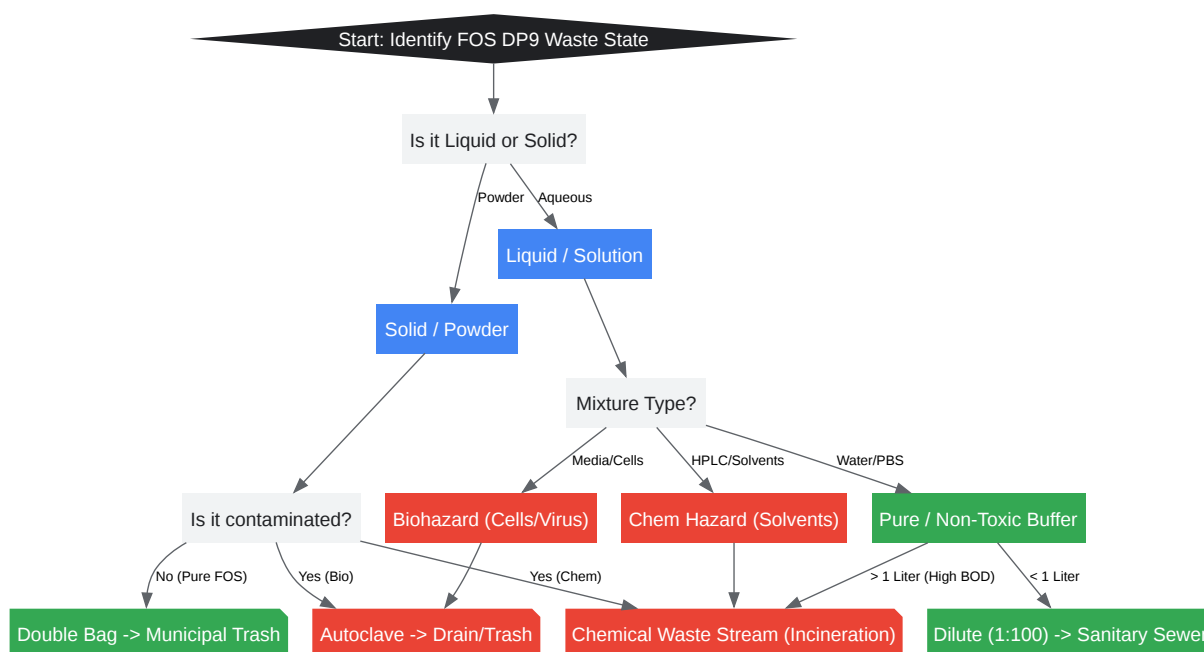 Start: Identify FOS DP9 Waste State
Is it Liquid or Solid?
Powder
Aqueous
Liquid / Solution
Solid / Powder
Mixture Type?
Media/Cells
HPLC/Solvents
Water/PBS
Is it contaminated?
Biohazard (Cells/Virus)
Chem Hazard (Solvents)
Pure / Non-Toxic Buffer
No (Pure FOS)
Yes (Bio)
Yes (Chem)
> 1 Liter (High BOD)
< 1 Liter
Double Bag -> Municipal Trash
Autoclave -> Drain/Trash
Chemical Waste Stream (Incineration)
Dilute (1:100) -> Sanitary Sewer